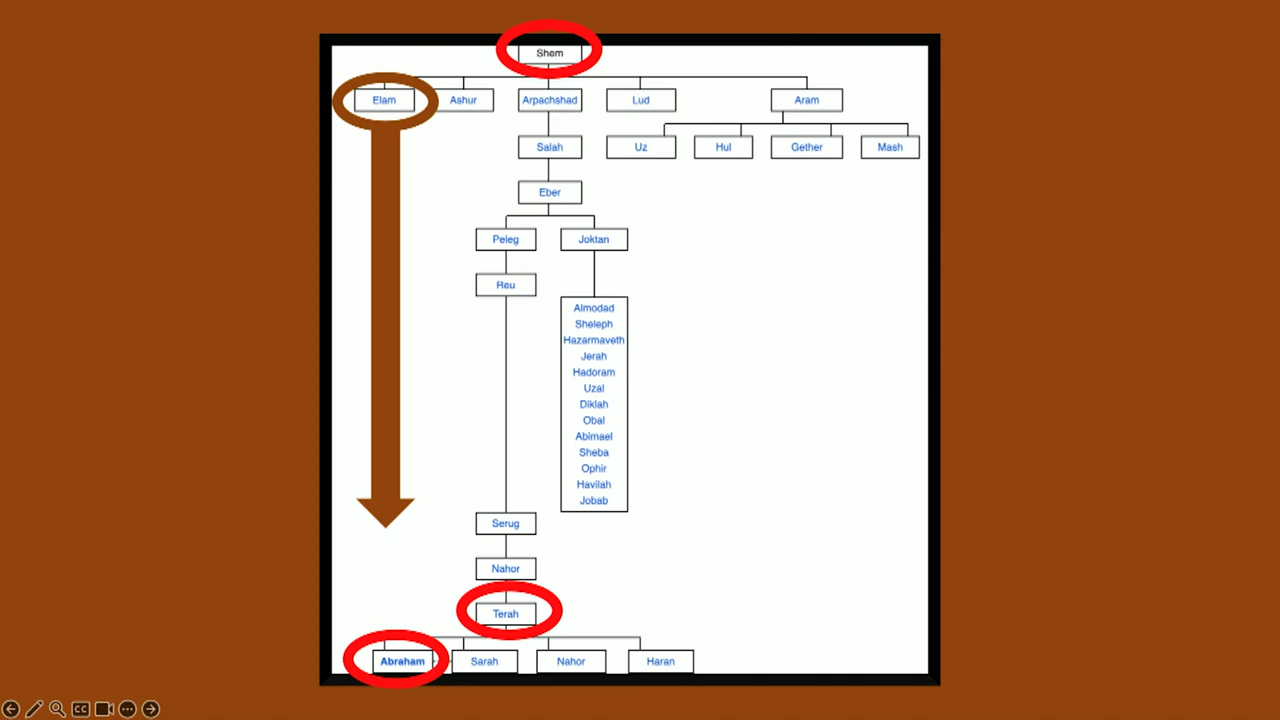 Shem
Elam
Ashur
Arpachshad
Lud
Aram
Salah
Uz
Hul
Gether
Mash
Eber
Peleg
Joktan
Reu
Almodad
Sheleph
Hazarmaveth
Jerah
Hadoram
Uzal
Diklah
Obal
Abimael
Sheba
Ophir
Havilah
Jobab
Serug
Nahor
Terah
Abraham
Sarah
Nahor
Haran
CC